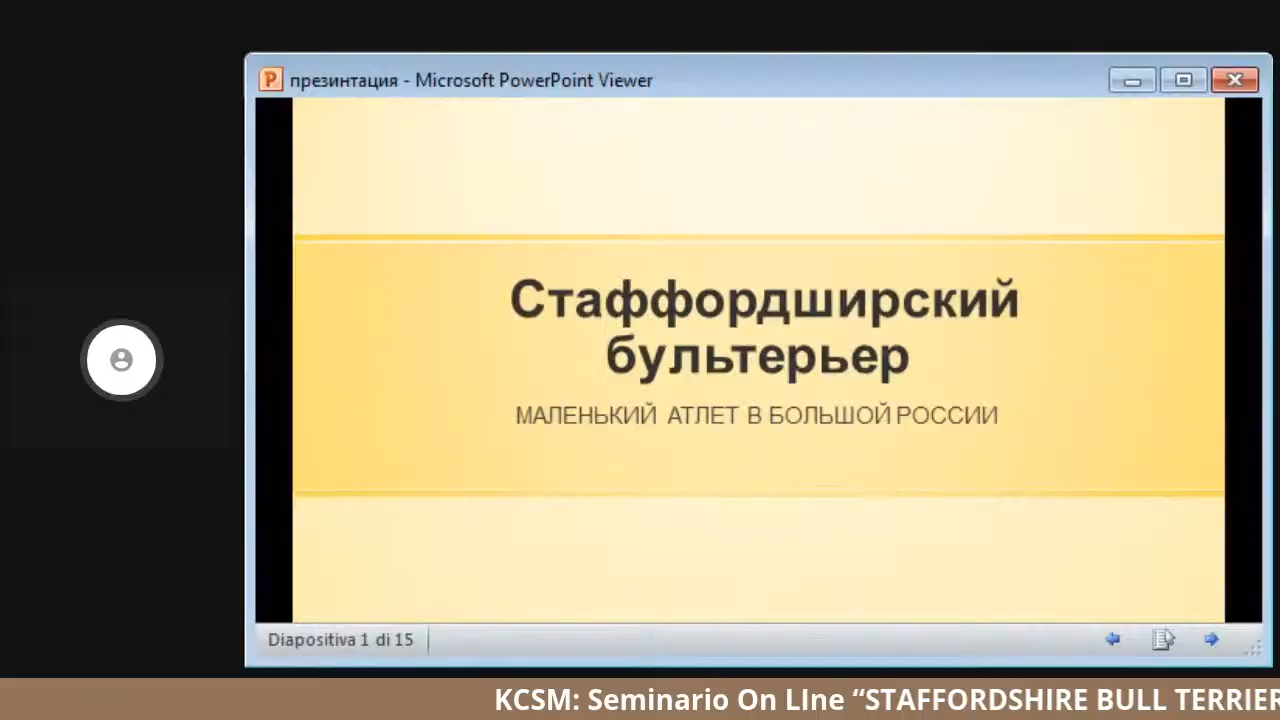 презинтация - Microsoft PowerPoint Viewer
Стаффордширский
бультерьер
МАЛЕНЬКИЙ АТЛЕТ В БОЛЬШОЙ РОССИИ
Diapositiva 1 di 15
KCSM: Seminario On LIne “STAFFORDSHIRE BULL TERRIER